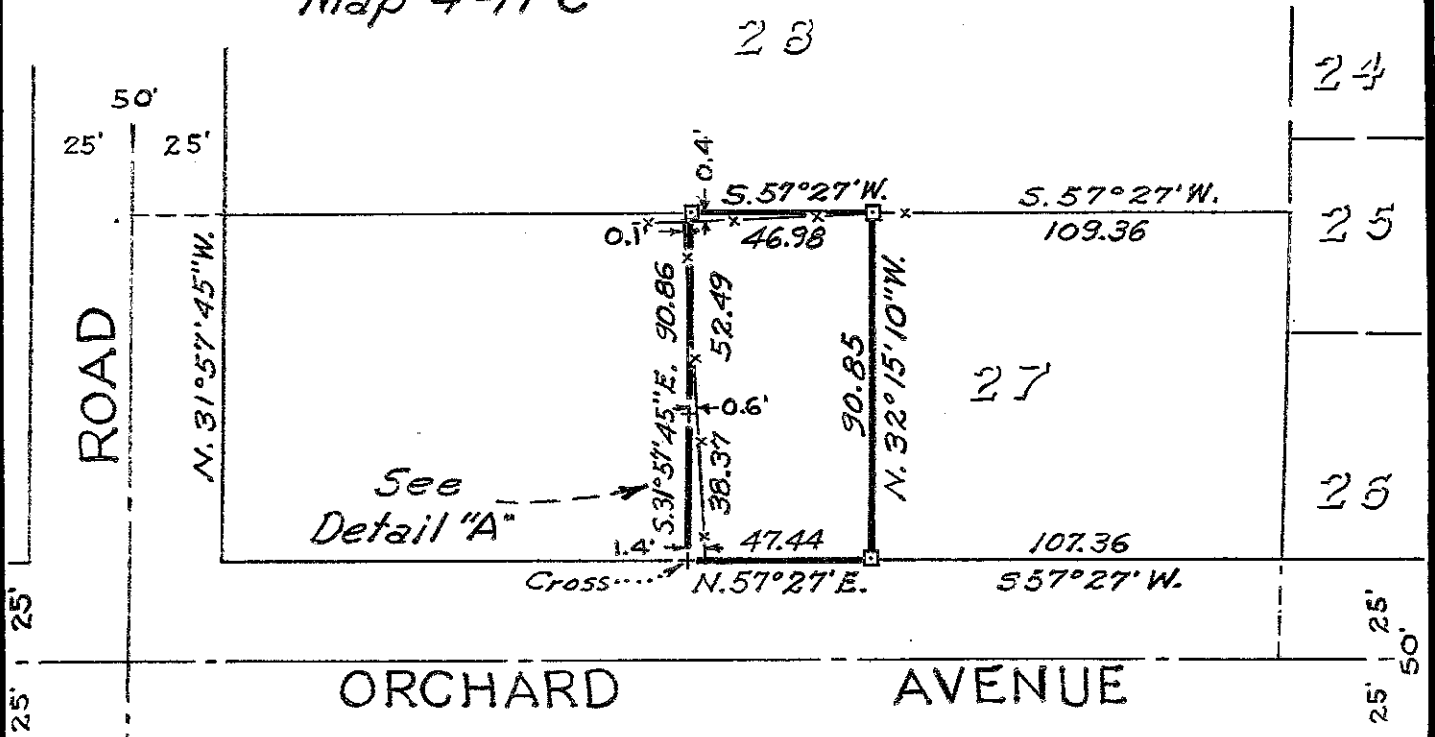 28
24
50'
25' 25'
0.4'
S. 57°27' W.
S. 57°27' W.
25
0.1'
46.98
109.36
N. 31°57'45" W.
S. 31°57'45" E. 90.86
52.49
ROAD
90.85
N. 32°15'10" W.
27
0.6'
See
Detail "A"
38.37
26
1.4'
47.44
107.36
Cross
N. 57°27' E.
S 57°27' W.
25'
25'
25'
25'
50'
ORCHARD AVENUE